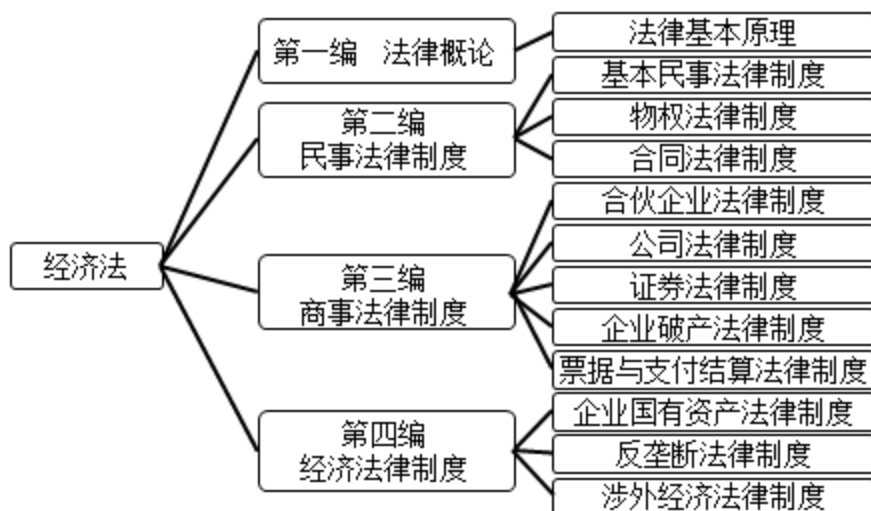 经济法
第一编 法律概论
法律基本原理
第二编
民事法律制度
基本民事法律制度
物权法律制度
合同法律制度
第三编
商事法律制度
合伙企业法律制度
公司法律制度
证券法律制度
企业破产法律制度
票据与支付结算法律制度
第四编
经济法律制度
企业国有资产法律制度
反垄断法律制度
涉外经济法律制度